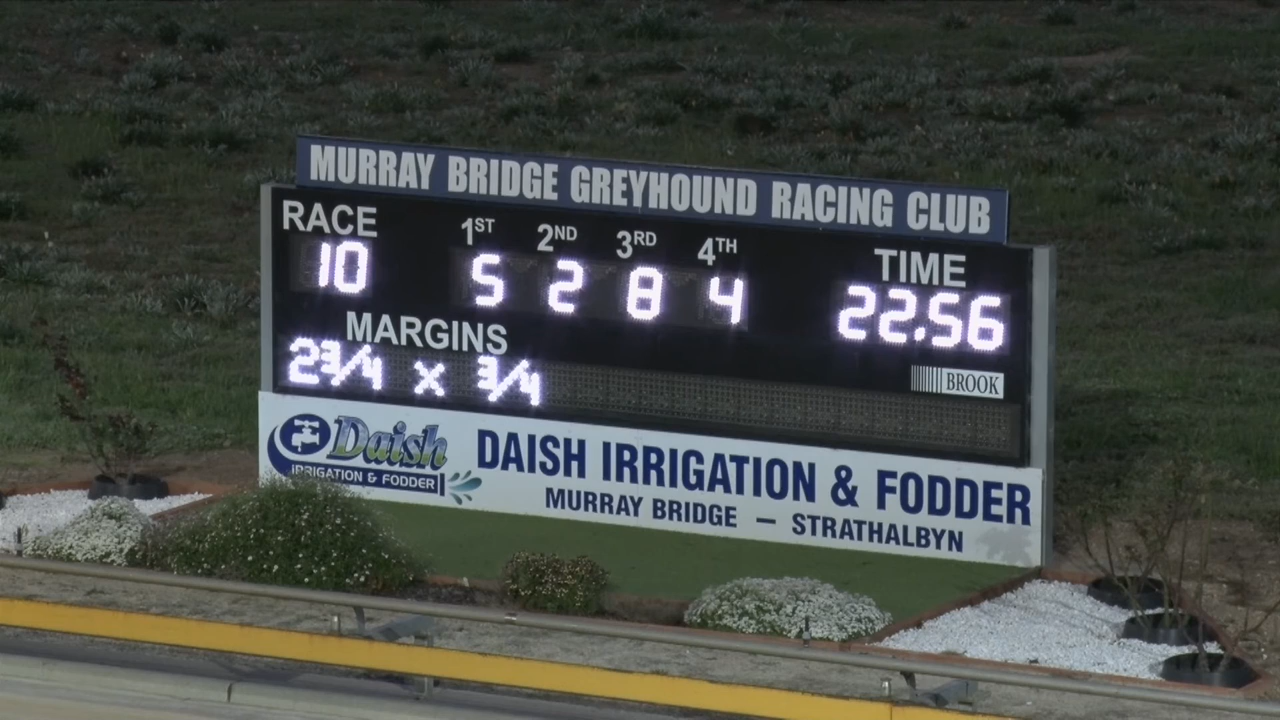 MURRAY BRIDGE GREYHOUND RACING CLUB
RACE 1ST 2ND 3RD 4TH TIME
10 5 2 8 4 22.56
MARGINS
2¾ x ¾
BROOK
Daish
IRRIGATION & FODDER
DAISH IRRIGATION & FODDER
MURRAY BRIDGE – STRATHALBYN